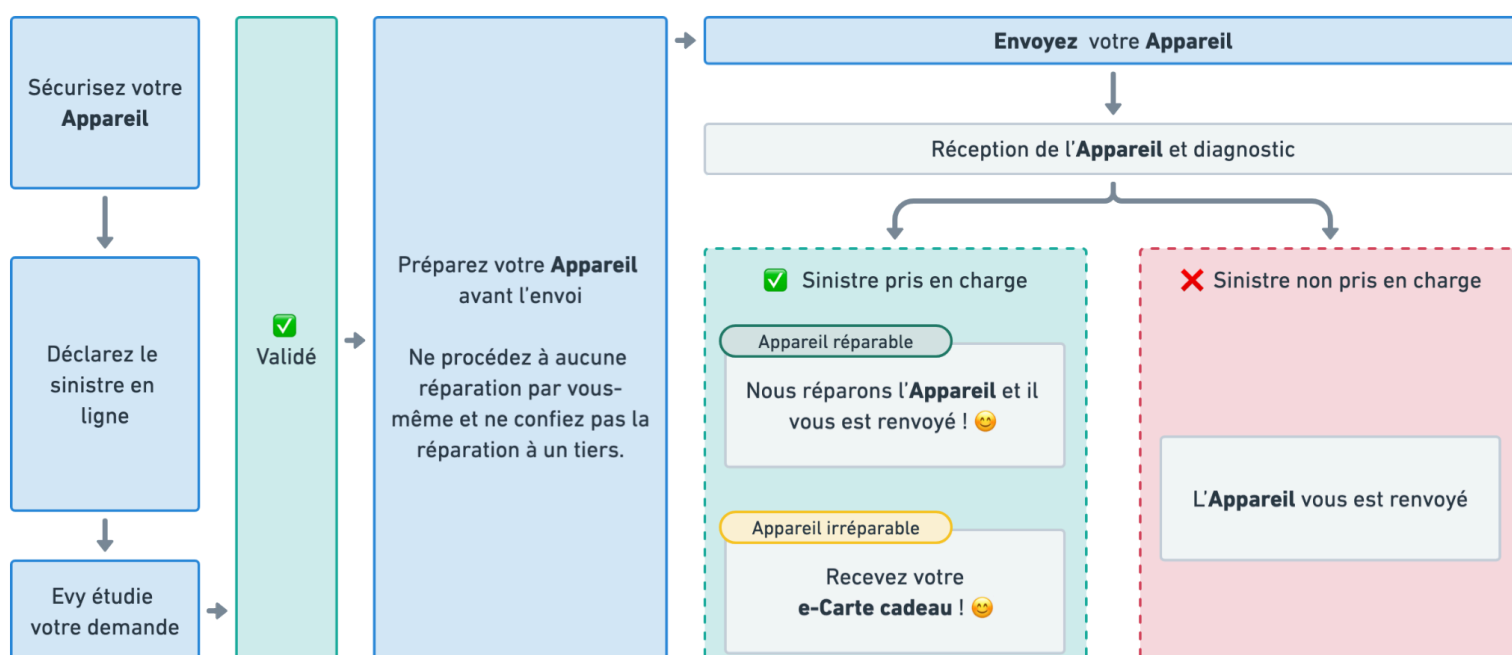 Sécurisez votre
Appareil
Déclarez le
sinistre en
ligne
Evy étudie
votre demande
✅
Validé
Préparez votre Appareil
avant l'envoi
Ne procédez à aucune
réparation par vous-
même et ne confiez pas la
réparation à un tiers.
Envoyez votre Appareil
Réception de l'Appareil et diagnostic
✅ Sinistre pris en charge
Appareil réparable
Nous réparons l'Appareil et il
vous est renvoyé ! 😊
Appareil irréparable
Recevez votre
e-Carte cadeau ! 😊
❌ Sinistre non pris en charge
L'Appareil vous est renvoyé